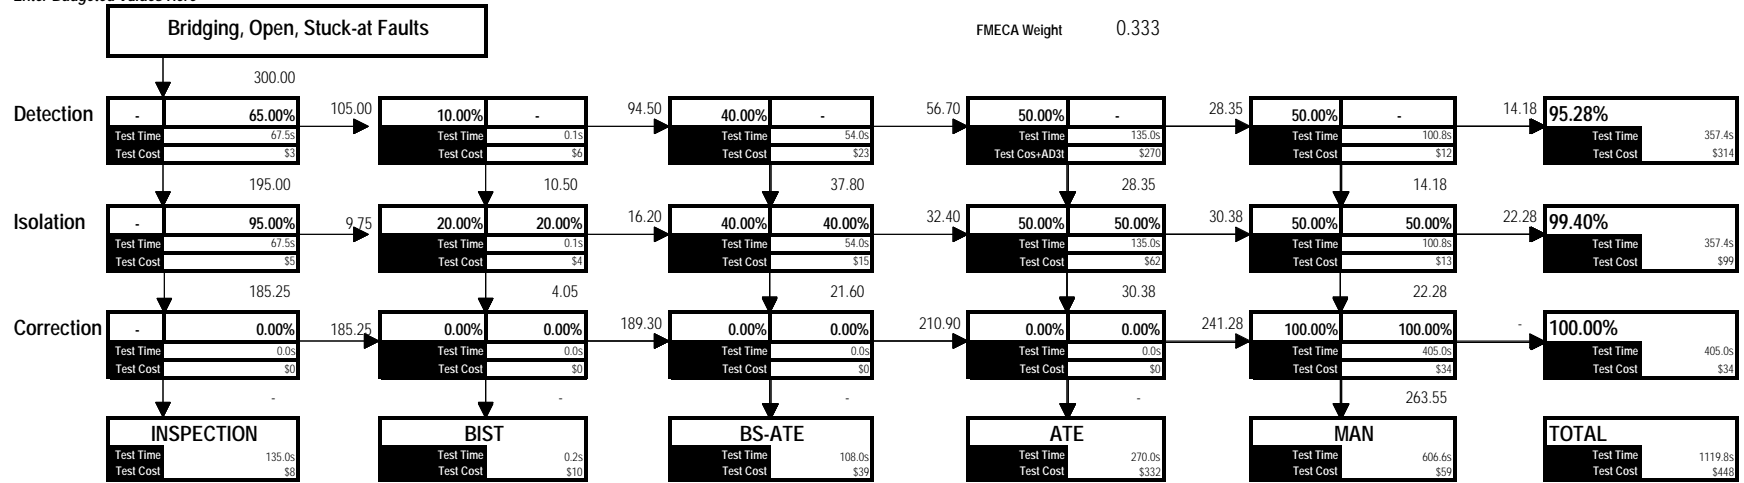 Enter Budgeted Values Here
Bridging, Open, Stuck-at Faults
FMECA Weight 0.333
300.00
Detection - 65.00% 105.00 10.00% - 94.50 40.00% - 56.70 50.00% - 28.35 50.00% - 14.18 95.28%
Test Time 67.5s Test Time 0.1s Test Time 54.0s Test Time 135.0s Test Time 100.8s Test Time 357.4s
Test Cost $3 Test Cost $6 Test Cost $23 Test Cos+AD3t $270 Test Cost $12 Test Cost $314
195.00 10.50 37.80 28.35 14.18
Isolation - 95.00% 9.75 20.00% 20.00% 16.20 40.00% 40.00% 32.40 50.00% 50.00% 30.38 50.00% 50.00% 22.28 99.40%
Test Time 67.5s Test Time 0.1s Test Time 54.0s Test Time 135.0s Test Time 100.8s Test Time 357.4s
Test Cost $5 Test Cost $4 Test Cost $15 Test Cost $62 Test Cost $13 Test Cost $99
185.25 4.05 21.60 30.38 22.28
Correction - 0.00% 185.25 0.00% 0.00% 189.30 0.00% 0.00% 210.90 0.00% 0.00% 241.28 100.00% 100.00% - 100.00%
Test Time 0.0s Test Time 0.0s Test Time 0.0s Test Time 0.0s Test Time 405.0s Test Time 405.0s
Test Cost $0 Test Cost $0 Test Cost $0 Test Cost $0 Test Cost $34 Test Cost $34
- - - - 263.55
INSPECTION BIST BS-ATE ATE MAN TOTAL
Test Time 135.0s Test Time 0.2s Test Time 108.0s Test Time 270.0s Test Time 606.6s Test Time 1119.8s
Test Cost $8 Test Cost $10 Test Cost $39 Test Cost $332 Test Cost $59 Test Cost $448